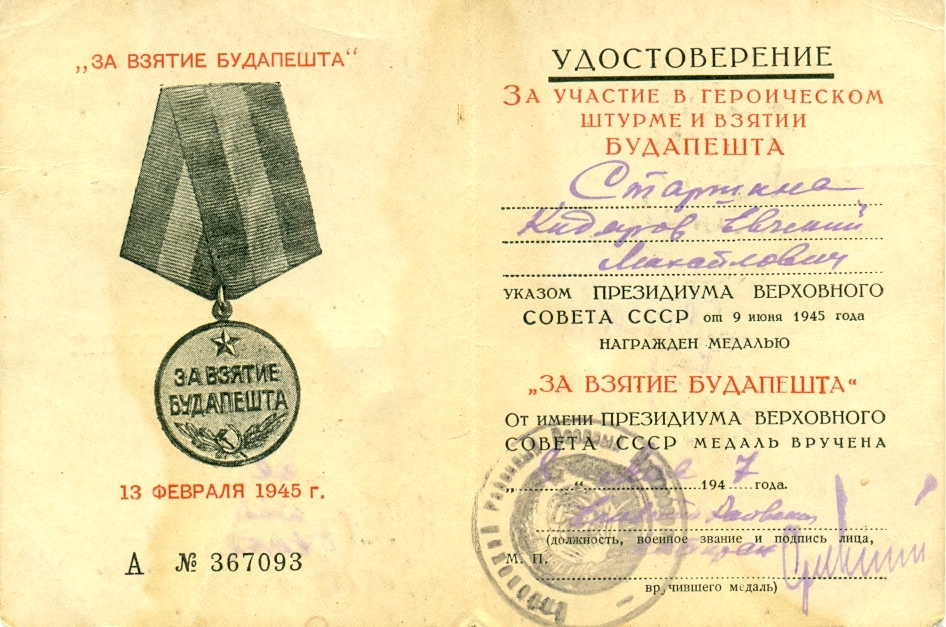 „ЗА ВЗЯТИЕ БУДАПЕШТА“
ЗА ВЗЯТИЕ
БУДАПЕШТА
13 ФЕВРАЛЯ 1945 г.
А № 367093
УДОСТОВЕРЕНИЕ
ЗА УЧАСТИЕ В ГЕРОИЧЕСКОМ
ШТУРМЕ И ВЗЯТИИ
БУДАПЕШТА
Старшина
Евгений
Михайлович
УКАЗОМ ПРЕЗИДИУМА ВЕРХОВНОГО
СОВЕТА СССР от 9 июня 1945 года
НАГРАЖДЕН МЕДАЛЬЮ
„ЗА ВЗЯТИЕ БУДАПЕШТА“
От имени ПРЕЗИДИУМА ВЕРХОВНОГО
СОВЕТА СССР МЕДАЛЬ ВРУЧЕНА
„ “ 1947 года.
(должность, военное звание и подпись лица,
М. П.
вручившего медаль)